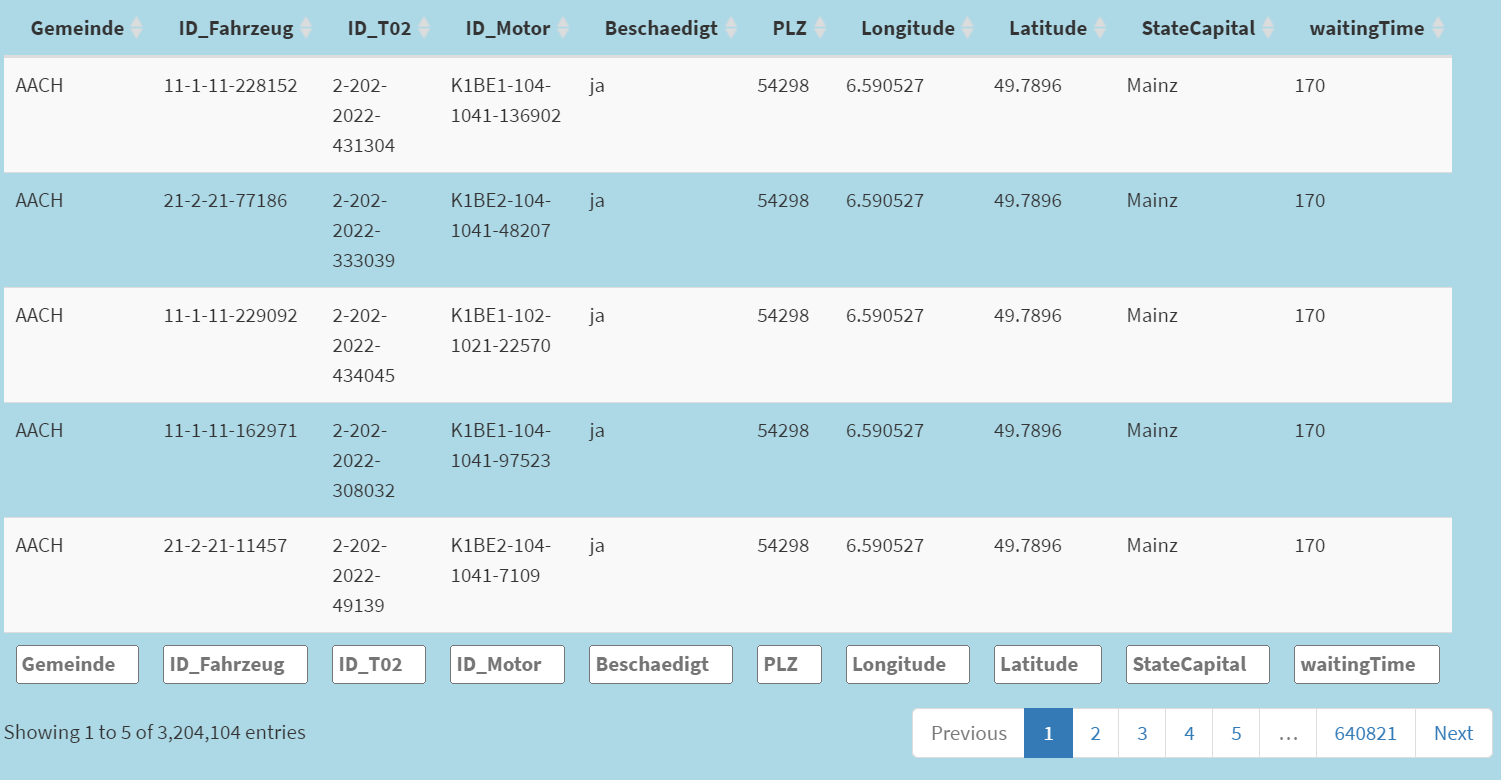 Gemeinde ID_Fahrzeug ID_T02 ID_Motor Beschaedigt PLZ Longitude Latitude StateCapital waitingTime
AACH 11-1-11-228152 2-202- K1BE1-104- ja 54298 6.590527 49.7896 Mainz 170
2022- 1041-136902
431304
AACH 21-2-21-77186 2-202- K1BE2-104- ja 54298 6.590527 49.7896 Mainz 170
2022- 1041-48207
333039
AACH 11-1-11-229092 2-202- K1BE1-102- ja 54298 6.590527 49.7896 Mainz 170
2022- 1021-22570
434045
AACH 11-1-11-162971 2-202- K1BE1-104- ja 54298 6.590527 49.7896 Mainz 170
2022- 1041-97523
308032
AACH 21-2-21-11457 2-202- K1BE2-104- ja 54298 6.590527 49.7896 Mainz 170
2022- 1041-7109
49139
Gemeinde ID_Fahrzeug ID_T02 ID_Motor Beschaedigt PLZ Longitude Latitude StateCapital waitingTime
Showing 1 to 5 of 3,204,104 entries Previous 1 2 3 4 5 … 640821 Next